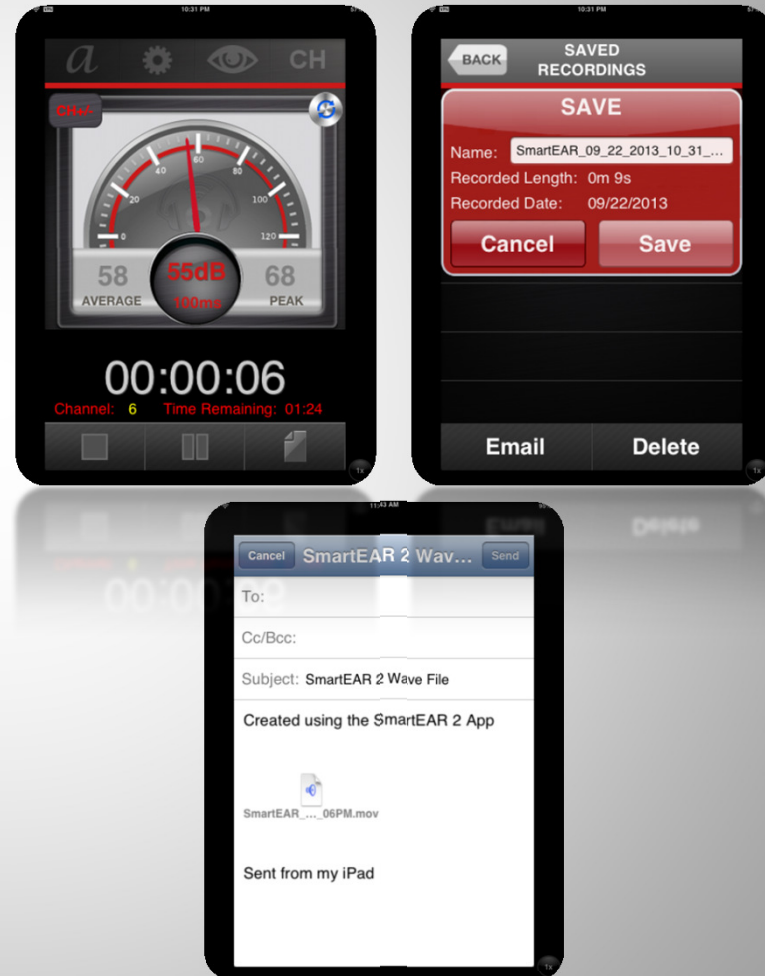 10:31 PM
a
CH
CH+/-
0
20
40
60
80
100
120
58
AVERAGE
55dB
100ms
68
PEAK
00:00:06
Channel: 6 Time Remaining: 01:24
1x
10:31 PM
BACK
SAVED
RECORDINGS
SAVE
Name: SmartEAR_09_22_2013_10_31_...
Recorded Length: 0m 9s
Recorded Date: 09/22/2013
Cancel Save
Email Delete
1x
11:43 AM
Cancel SmartEAR 2 Wav... Send
To:
Cc/Bcc:
Subject: SmartEAR 2 Wave File
Created using the SmartEAR 2 App
SmartEAR_..._06PM.mov
Sent from my iPad
1x